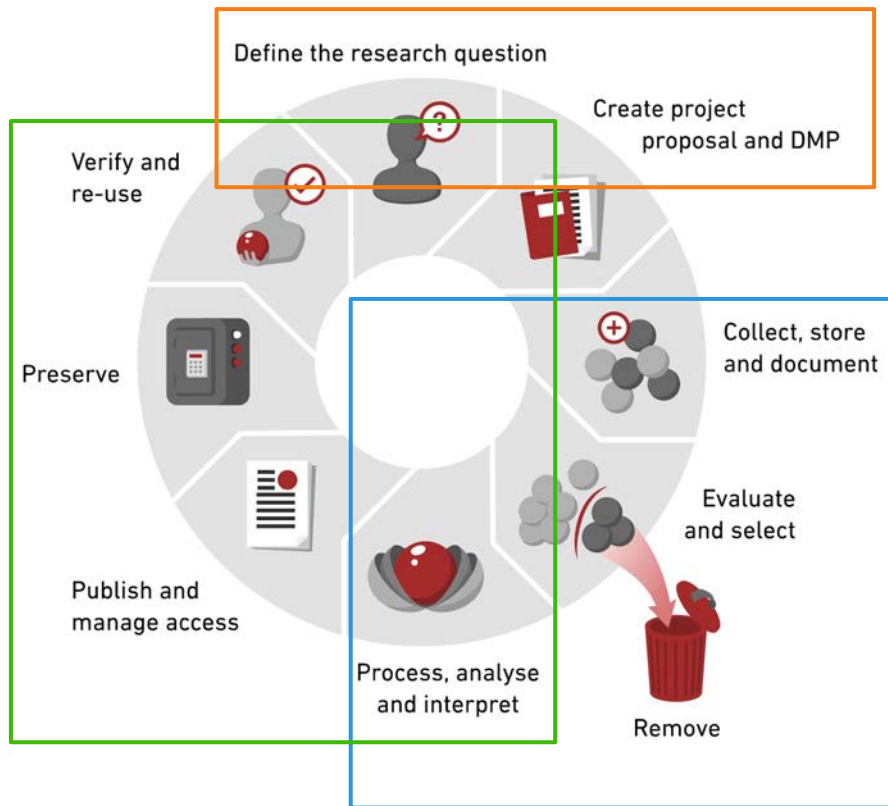 Define the research question
Create project
proposal and DMP
Collect, store
and document
Evaluate
and select
Remove
Process, analyse
and interpret
Publish and
manage access
Preserve
Verify and
re-use
?